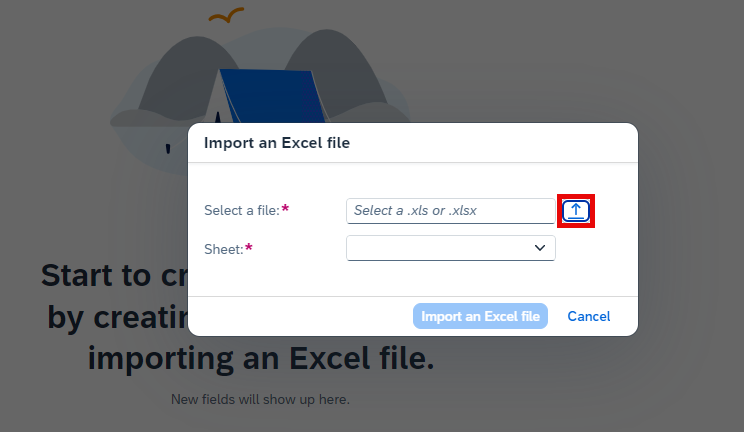 Import an Excel file
Select a file:*
Select a .xls or .xlsx
Sheet:*
Import an Excel file
Cancel
Start to cr
by creatin
importing an Excel file.
New fields will show up here.